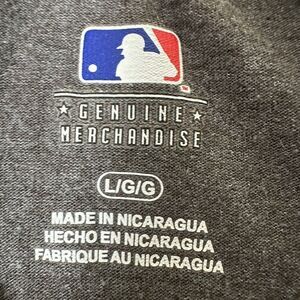 ★ GENUINE ★
MERCHANDISE
L/G/G
MADE IN NICARAGUA
HECHO EN NICARAGUA
FABRIQUE AU NICARAGUA